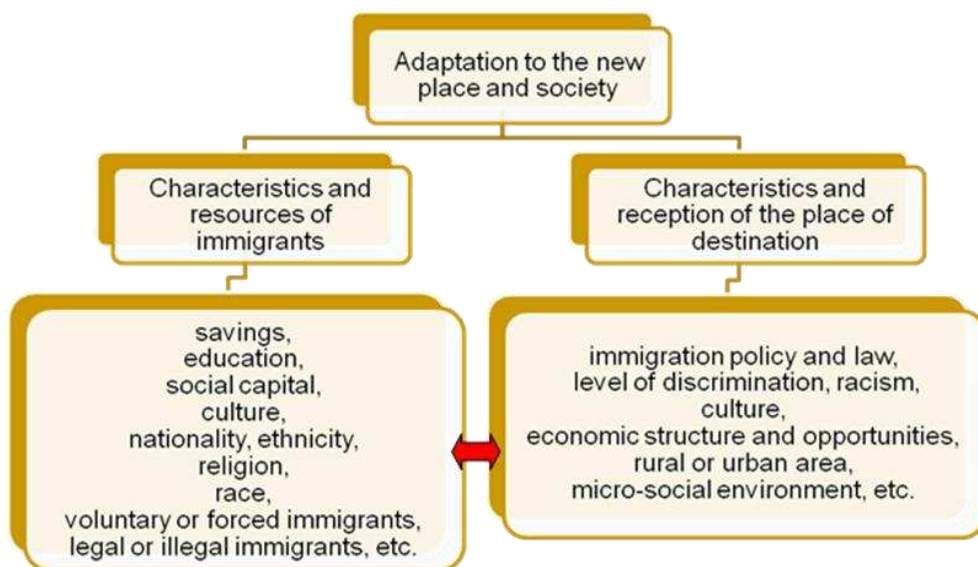 Adaptation to the new
place and society
Characteristics and
resources of
immigrants
Characteristics and
reception of the place of
destination
savings,
education,
social capital,
culture,
nationality, ethnicity,
religion,
race,
voluntary or forced immigrants,
legal or illegal immigrants, etc.
immigration policy and law,
level of discrimination, racism,
culture,
economic structure and opportunities,
rural or urban area,
micro-social environment, etc.